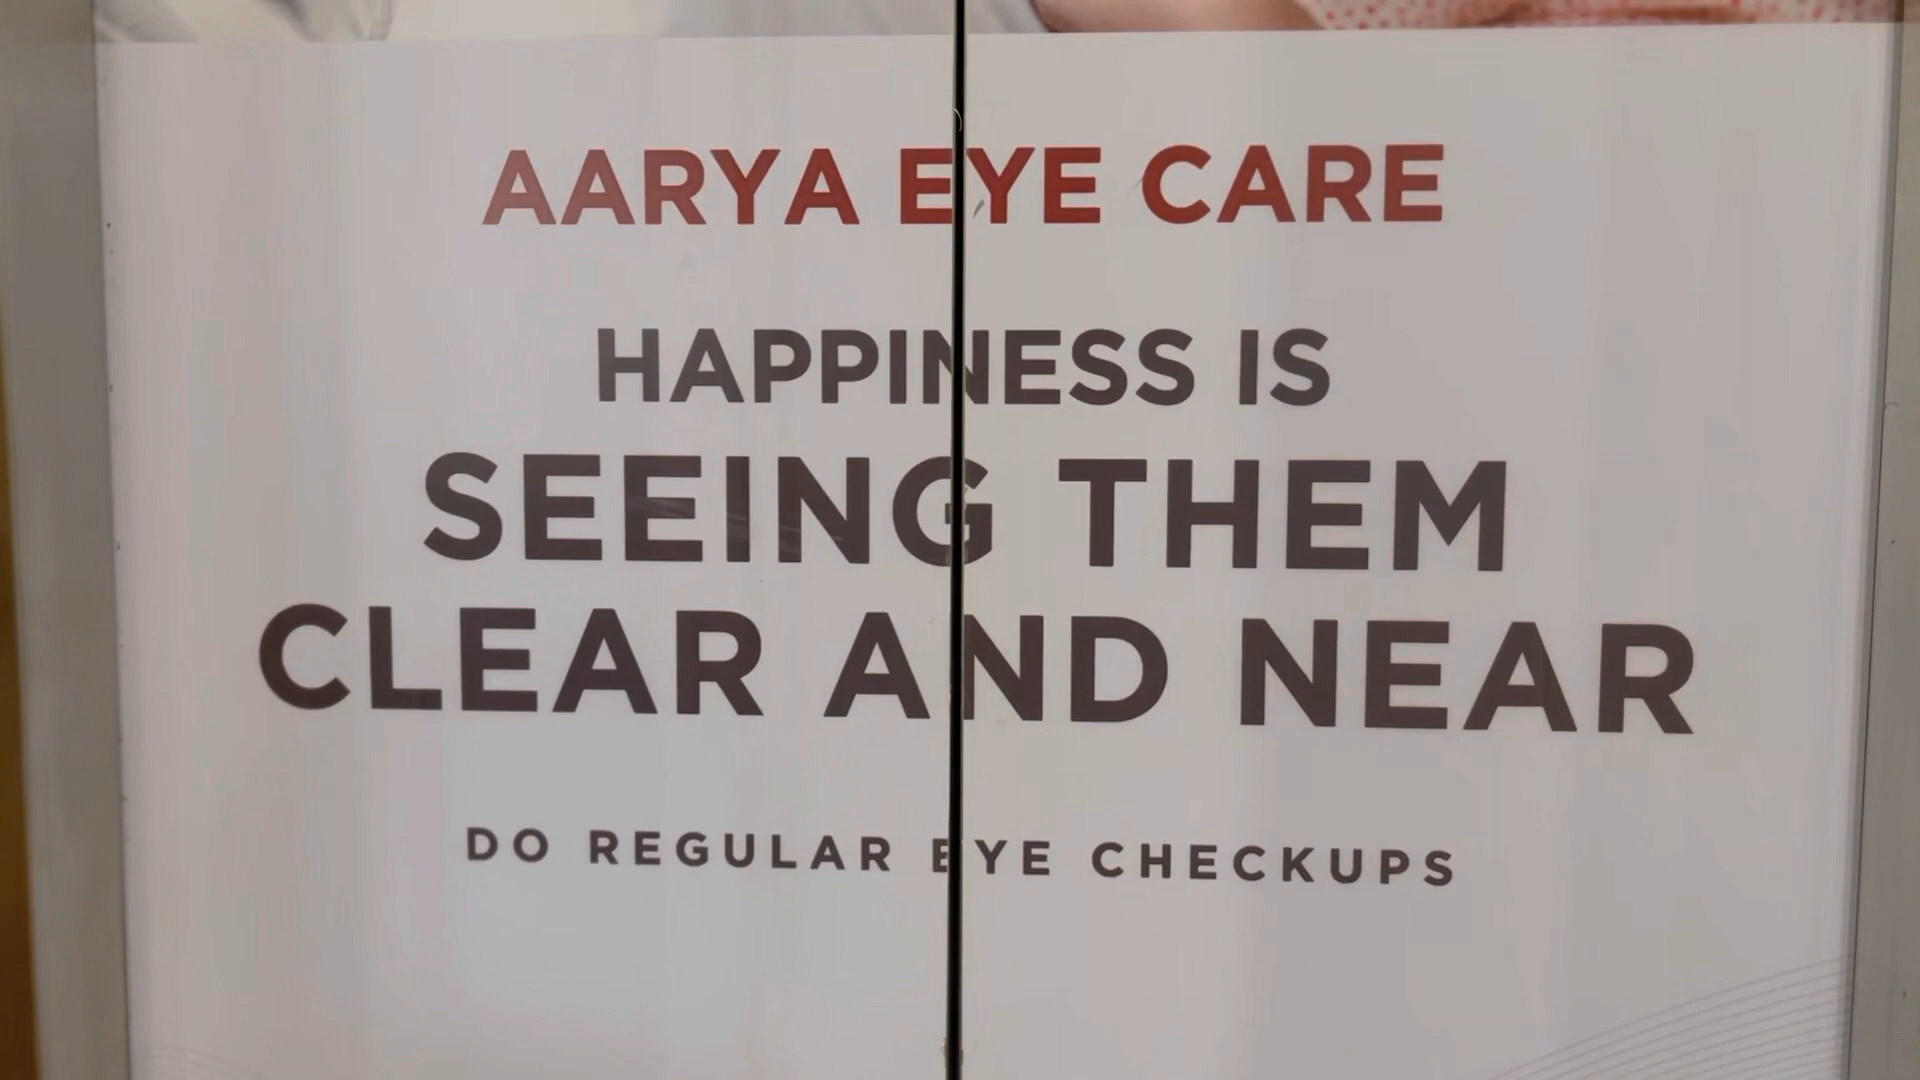 AARYA EYE CARE
HAPPINESS IS
SEEING THEM
CLEAR AND NEAR
DO REGULAR EYE CHECKUPS